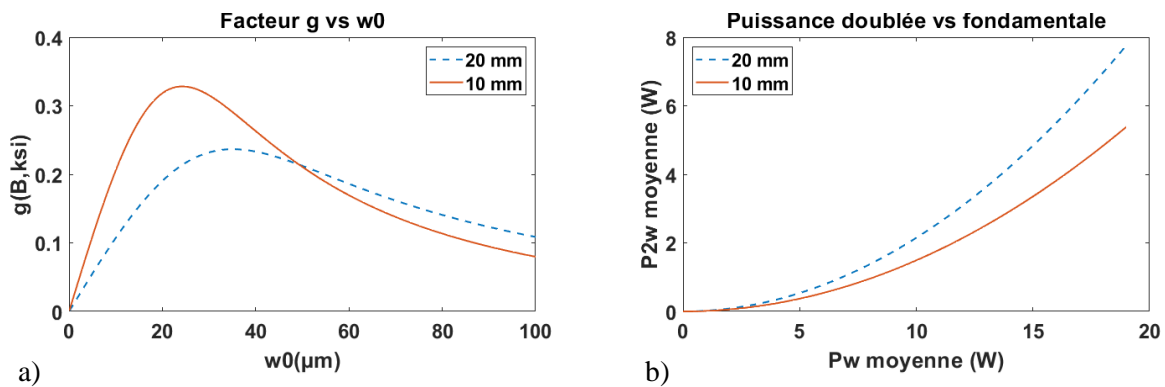 Facteur g vs w0
g(B,ksi)
0.4
0.3
0.2
0.1
0
0 20 40 60 80 100
w0(μm)
20 mm
10 mm
a)
Puissance doublée vs fondamentale
P2w moyenne (W)
8
6
4
2
0
0 5 10 15 20
Pw moyenne (W)
20 mm
10 mm
b)